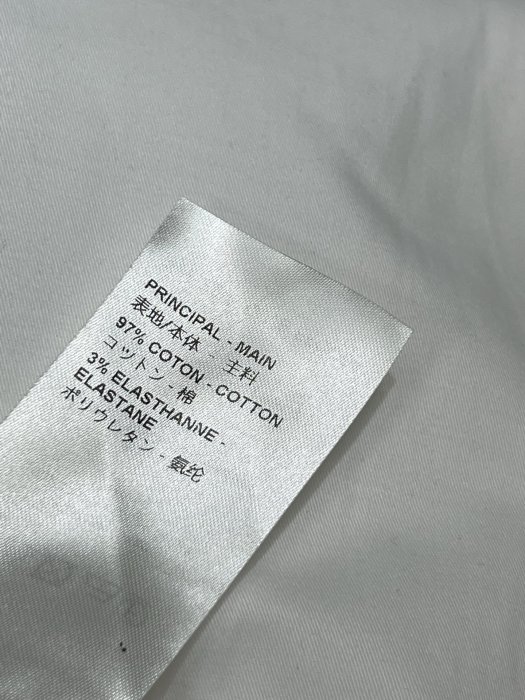 PRINCIPAL - MAIN
表地/本体 - 主料
97% COTON - COTTON
コットン - 棉
3% ELASTHANNE -
ELASTANE
ポリウレタン - 氨纶